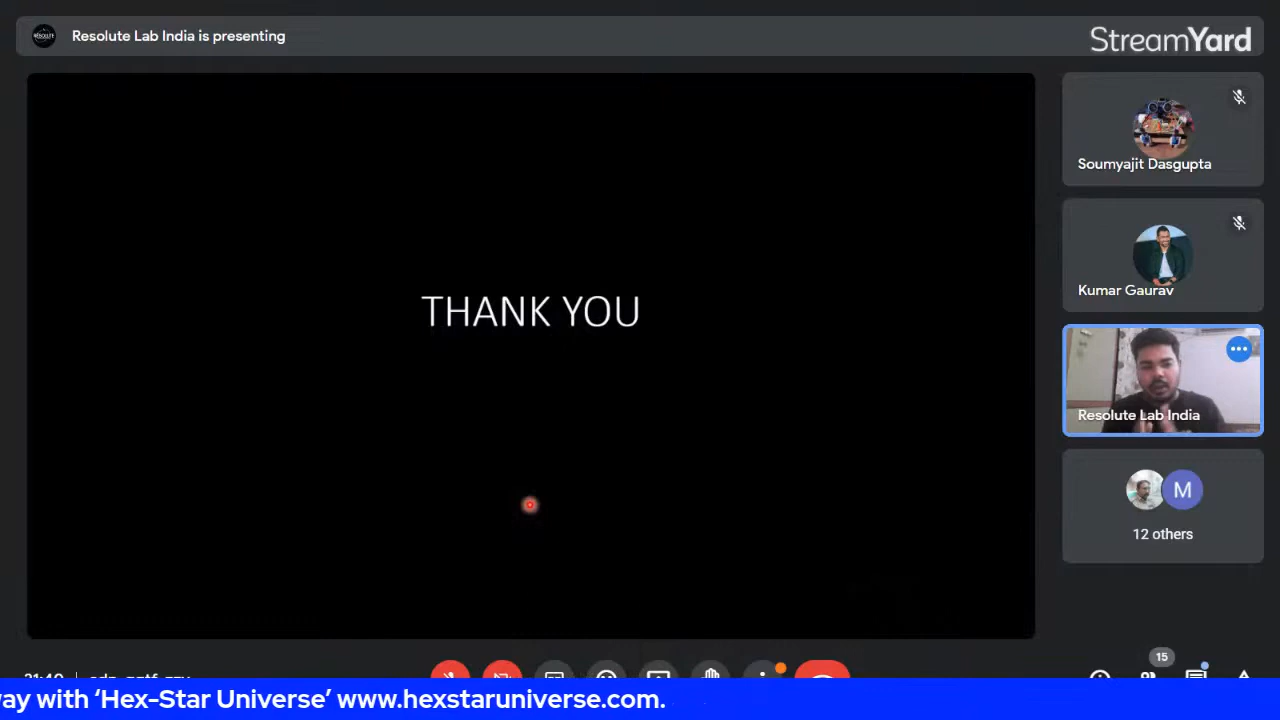 Resolute Lab India is presenting
StreamYard
THANK YOU
Soumyajit Dasgupta
Kumar Gaurav
Resolute Lab India
M
12 others
15
way with ‘Hex-Star Universe’ www.hexstaruniverse.com.